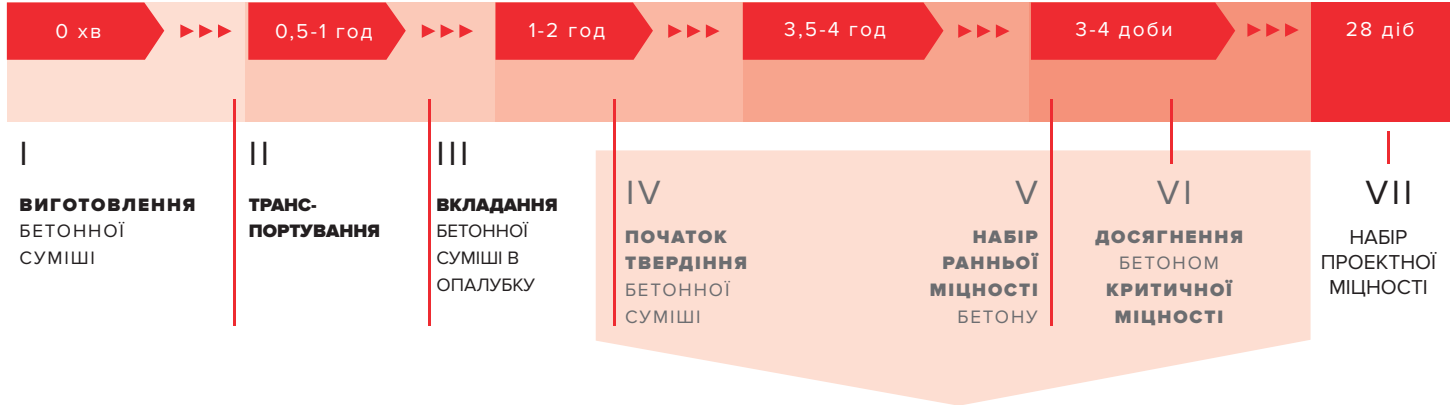 0 хв
0,5-1 год
1-2 год
3,5-4 год
3-4 доби
28 діб
I
ВИГОТОВЛЕННЯ
БЕТОННОЇ
СУМІШІ
II
ТРАНС-
ПОРТУВАННЯ
III
ВКЛАДАННЯ
БЕТОННОЇ
СУМІШІ В
ОПАЛУБКУ
IV
ПОЧАТОК
ТВЕРДІННЯ
БЕТОННОЇ
СУМІШІ
V
НАБІР
РАННЬОЇ
МІЦНОСТІ
БЕТОНУ
VI
ДОСЯГНЕННЯ
БЕТОНОМ
КРИТИЧНОЇ
МІЦНОСТІ
VII
НАБІР
ПРОЕКТНОЇ
МІЦНОСТІ